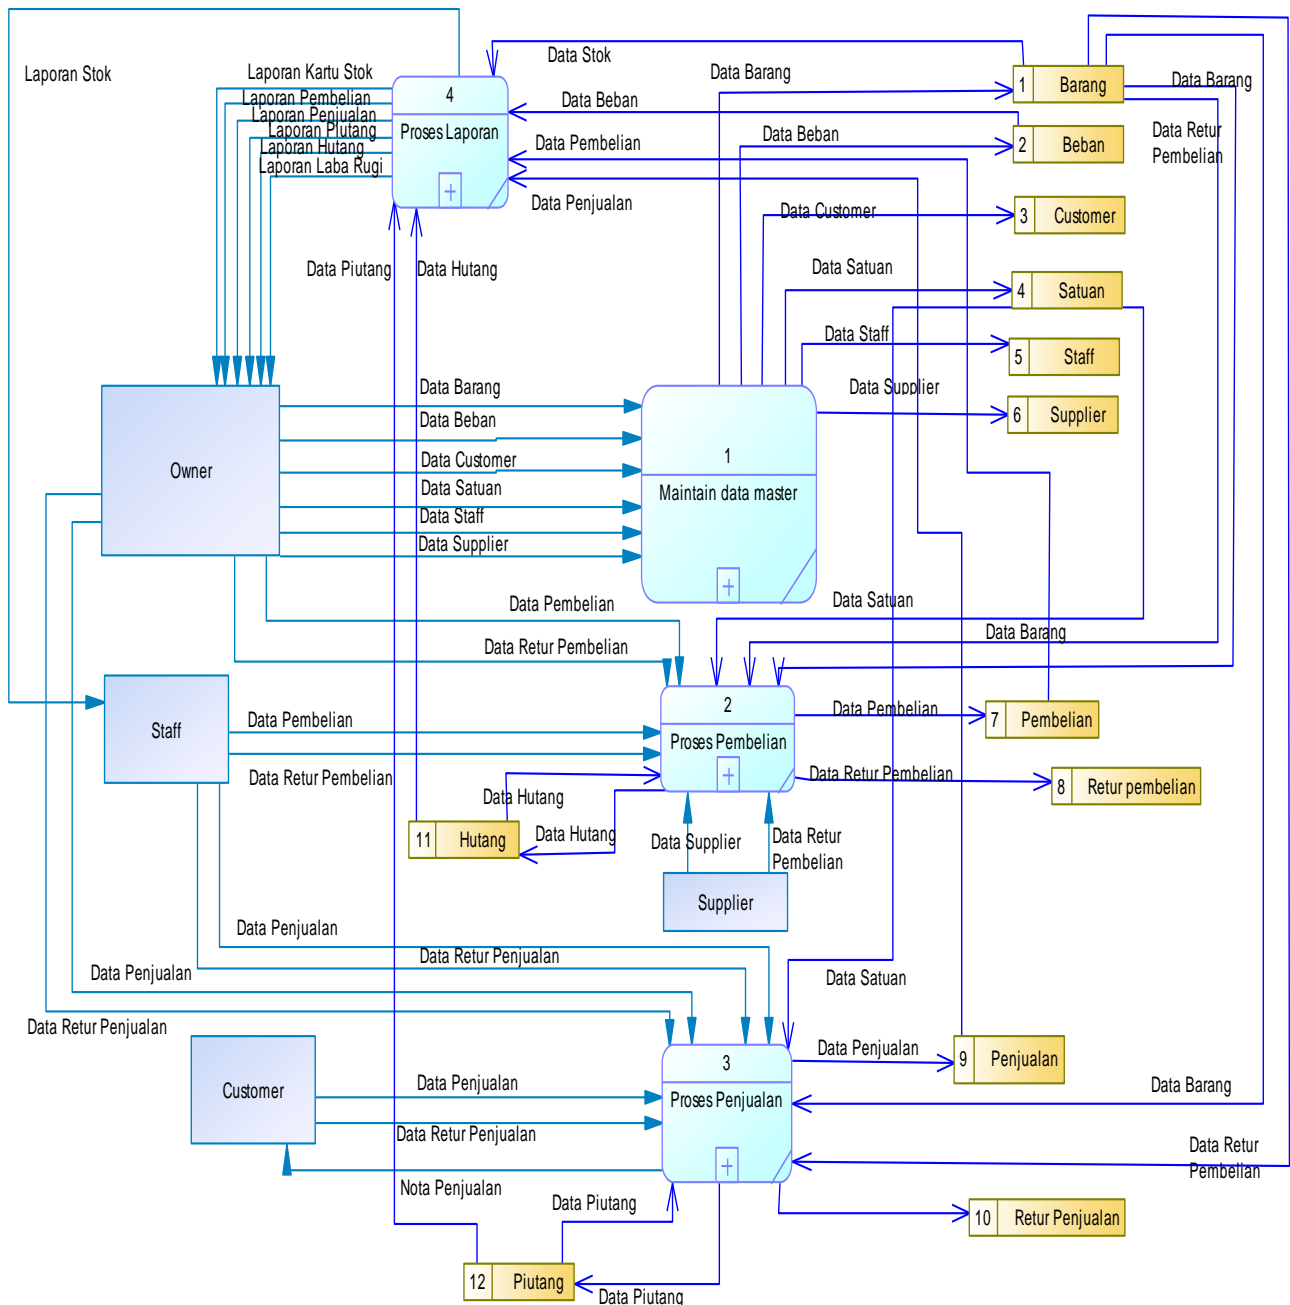 Laporan Stok
Laporan Kartu Stok
Laporan Pembelian
Laporan Penjualan
Laporan Piutang
Laporan Hutang
Laporan Laba Rugi
4
Proses Laporan
Data Stok
Data Beban
Data Pembelian
Data Penjualan
Data Piutang
Data Hutang
Data Barang
Data Beban
Data Customer
Data Satuan
Data Staff
Data Supplier
1 Barang
2 Beban
3 Customer
4 Satuan
5 Staff
6 Supplier
Data Barang
Data Retur
Pembelian
Owner
Data Barang
Data Beban
Data Customer
Data Satuan
Data Staff
Data Supplier
1
Maintain data master
Data Pembelian
Data Retur Pembelian
Data Satuan
Data Barang
Staff
Data Pembelian
Data Retur Pembelian
2
Proses Pembelian
Data Pembelian
7 Pembelian
Data Retur Pembelian
8 Retur pembelian
Data Hutang
Data Hutang
11 Hutang
Data Supplier
Data Retur
Pembelian
Supplier
Data Penjualan
Data Retur Penjualan
Data Penjualan
Data Retur Penjualan
Data Satuan
Customer
Data Penjualan
Data Retur Penjualan
Nota Penjualan
3
Proses Penjualan
Data Penjualan
9 Penjualan
Data Barang
Data Retur
Pembelian
10 Retur Penjualan
Data Piutang
12 Piutang
Data Piutang